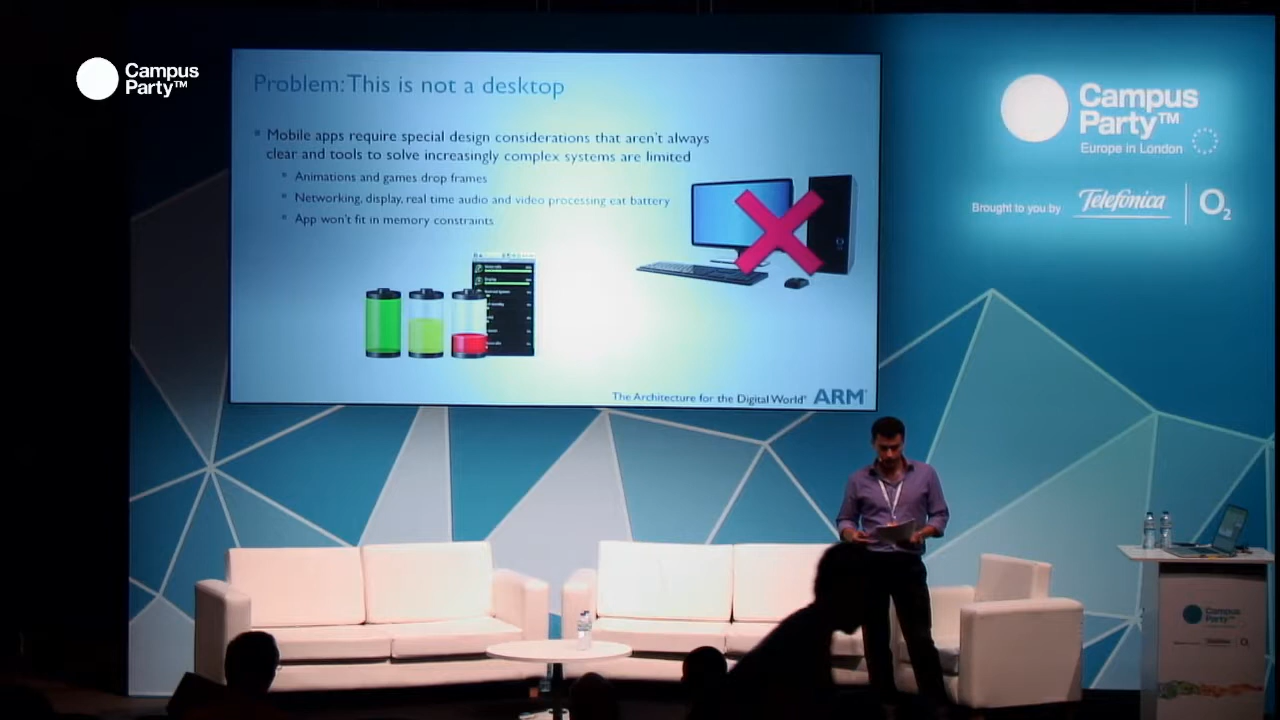 Campus
Party™
Problem: This is not a desktop
Mobile apps require special design considerations that aren't always
clear and tools to solve increasingly complex systems are limited
Animations and games drop frames
Networking, display, real time audio and video processing eat battery
App won't fit in memory constraints
The Architecture for the Digital World® ARM®
Campus
Party™
Europe in London
Brought to you by Telefónica O2
Campus
Party™